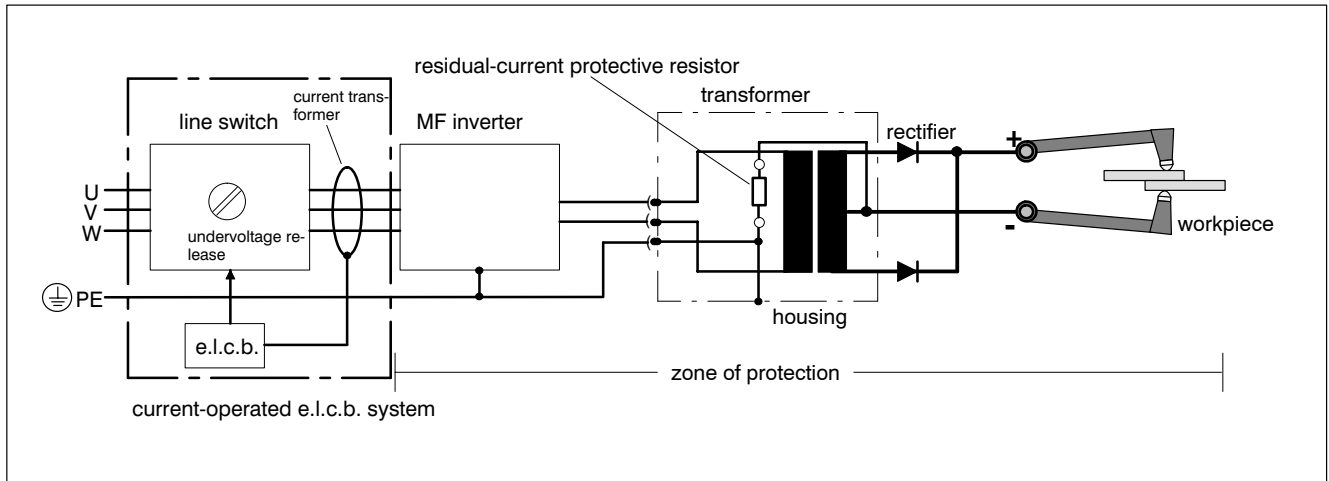 residual-current protective resistor
current trans-
former
transformer
line switch
MF inverter
rectifier
+
U
V
W
undervoltage re-
lease
-
workpiece
PE
housing
e.l.c.b.
zone of protection
current-operated e.l.c.b. system